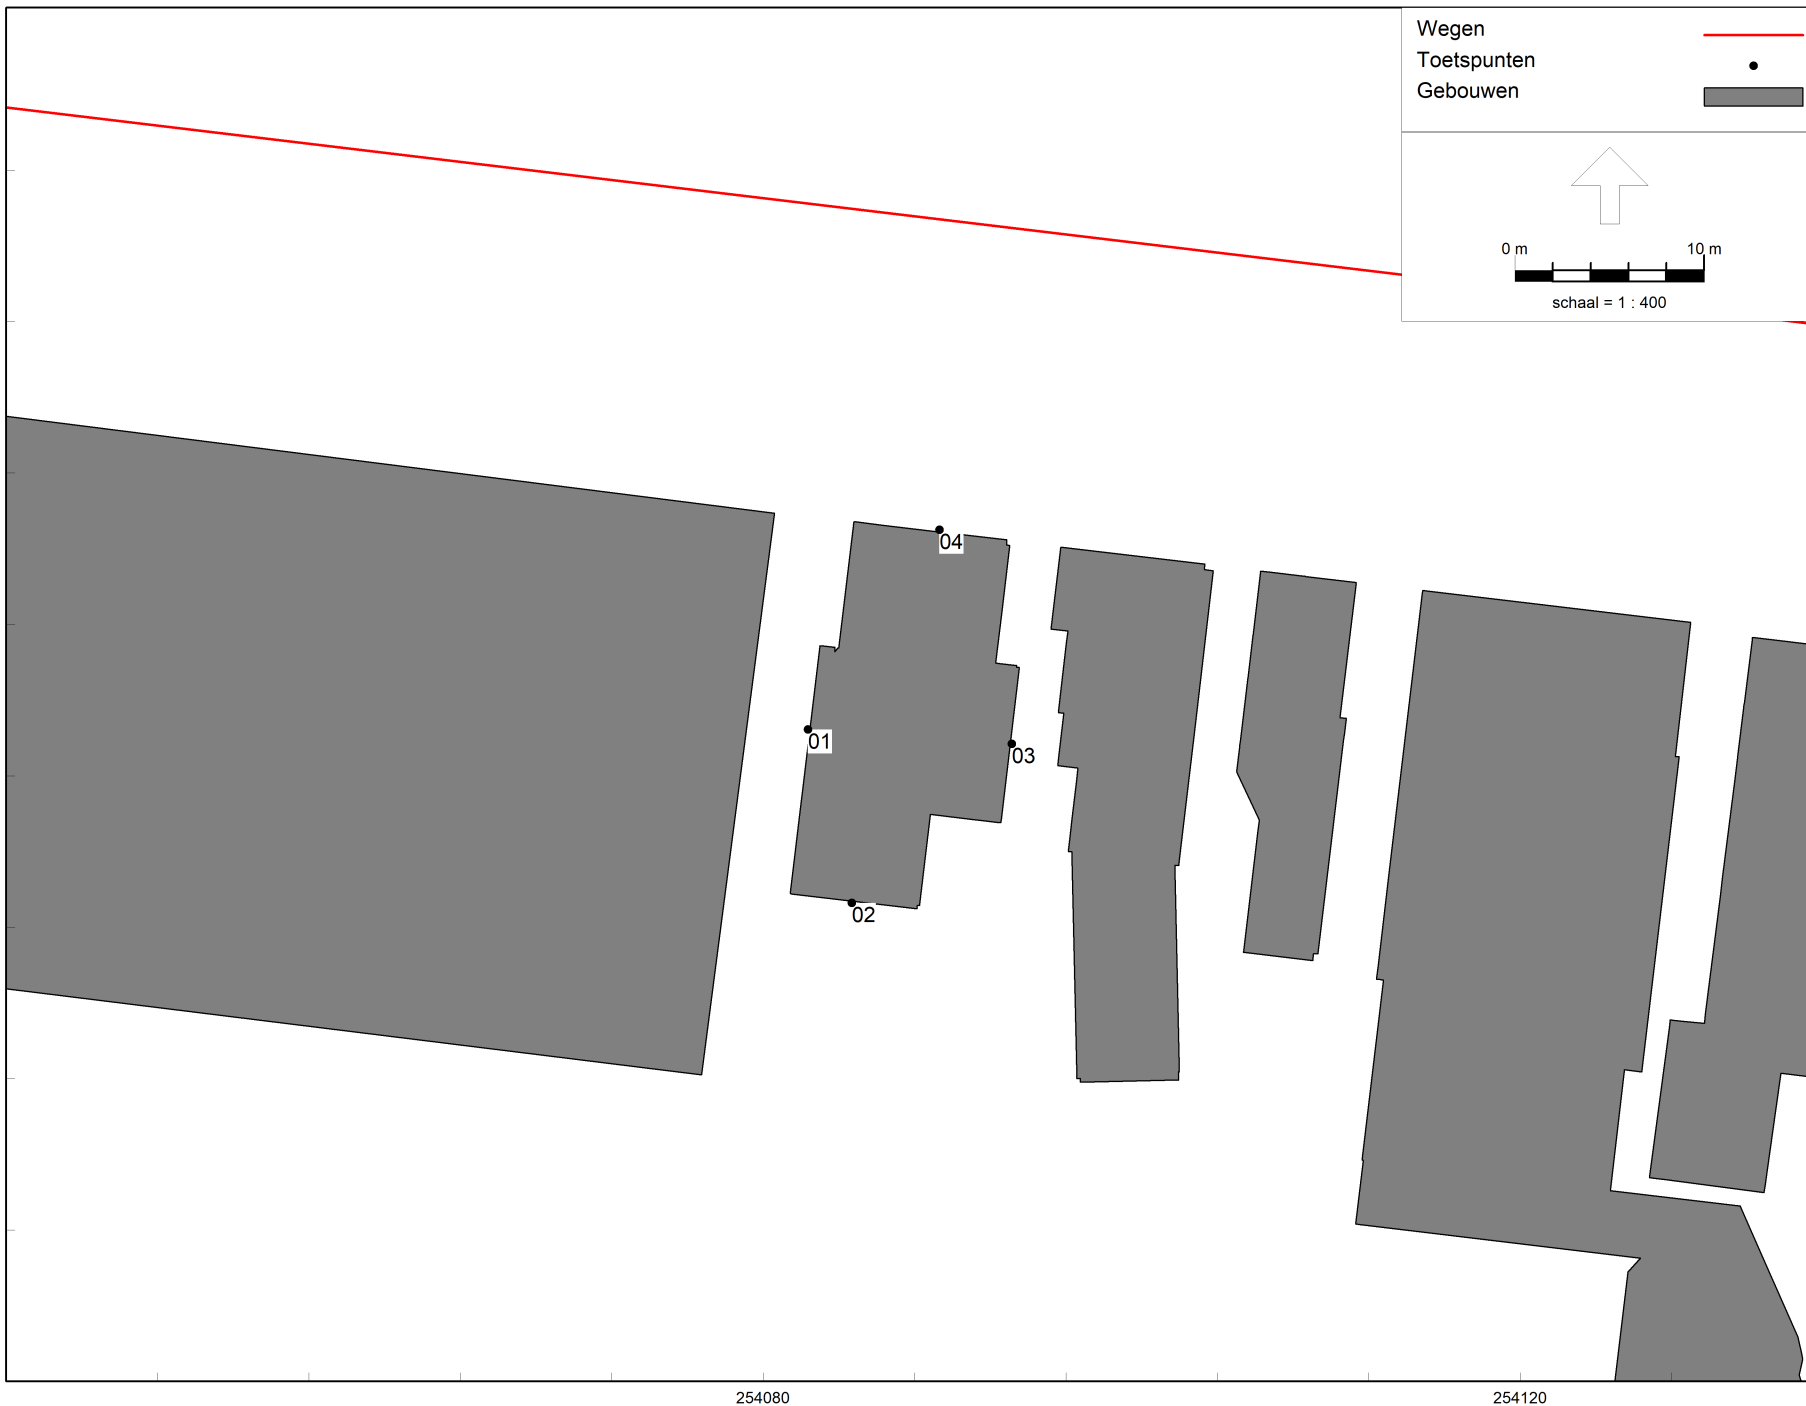 Wegen
Toetspunten
Gebouwen
0 m 10 m
schaal = 1 : 400
04
01
03
02
254080 254120